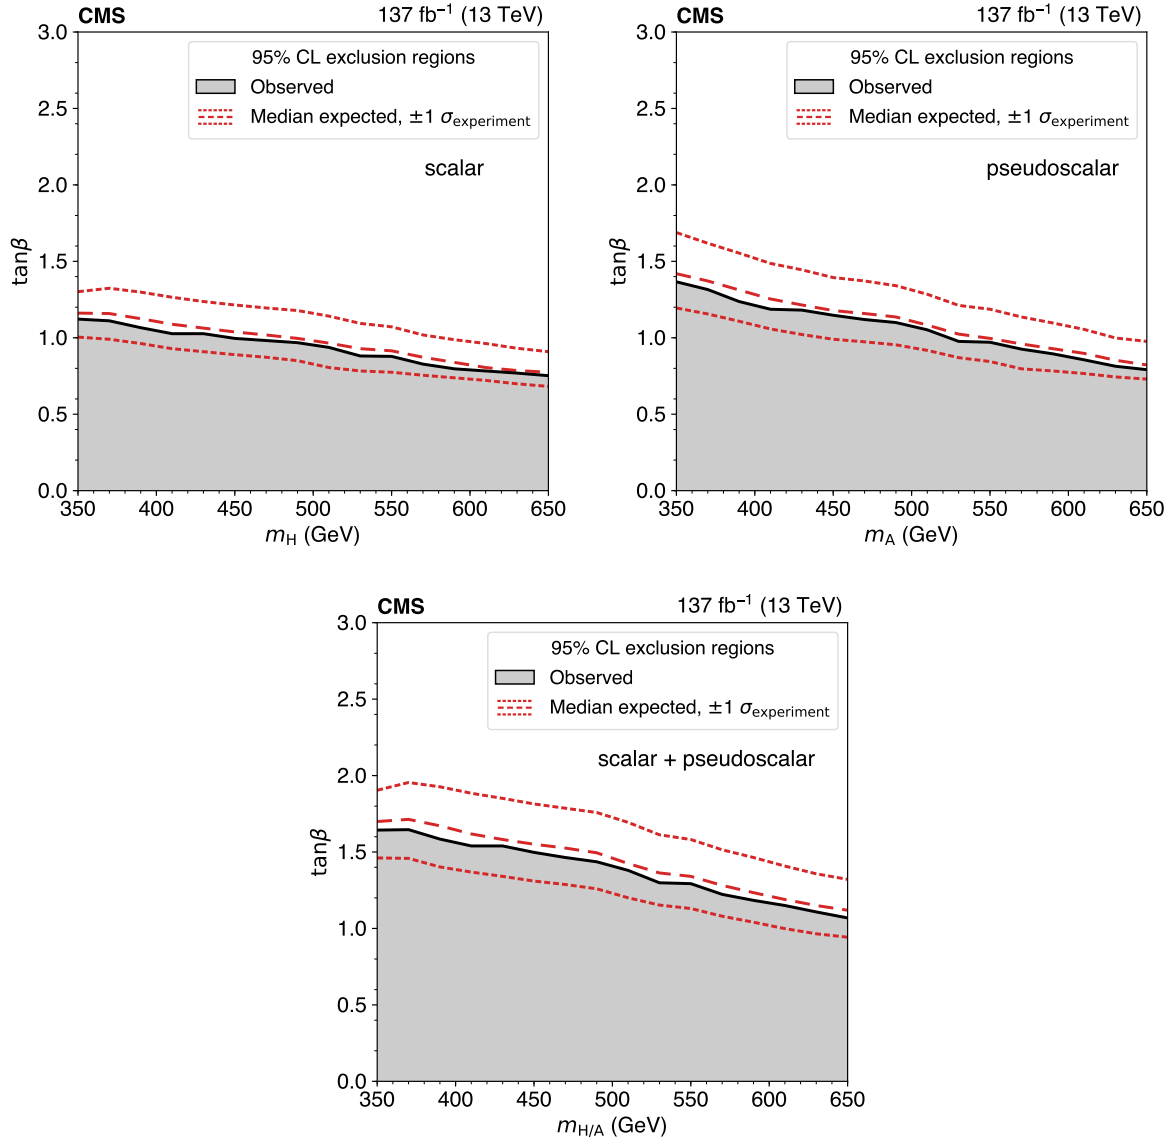 CMS 137 fb⁻¹ (13 TeV)
3.0
2.5
2.0
1.5
1.0
0.5
0.0
tanβ
95% CL exclusion regions
Observed
Median expected, ±1 σexperiment
scalar
350 400 450 500 550 600 650
mH (GeV)
CMS 137 fb⁻¹ (13 TeV)
3.0
2.5
2.0
1.5
1.0
0.5
0.0
tanβ
95% CL exclusion regions
Observed
Median expected, ±1 σexperiment
pseudoscalar
350 400 450 500 550 600 650
mA (GeV)
CMS 137 fb⁻¹ (13 TeV)
3.0
2.5
2.0
1.5
1.0
0.5
0.0
tanβ
95% CL exclusion regions
Observed
Median expected, ±1 σexperiment
scalar + pseudoscalar
350 400 450 500 550 600 650
mH/A (GeV)